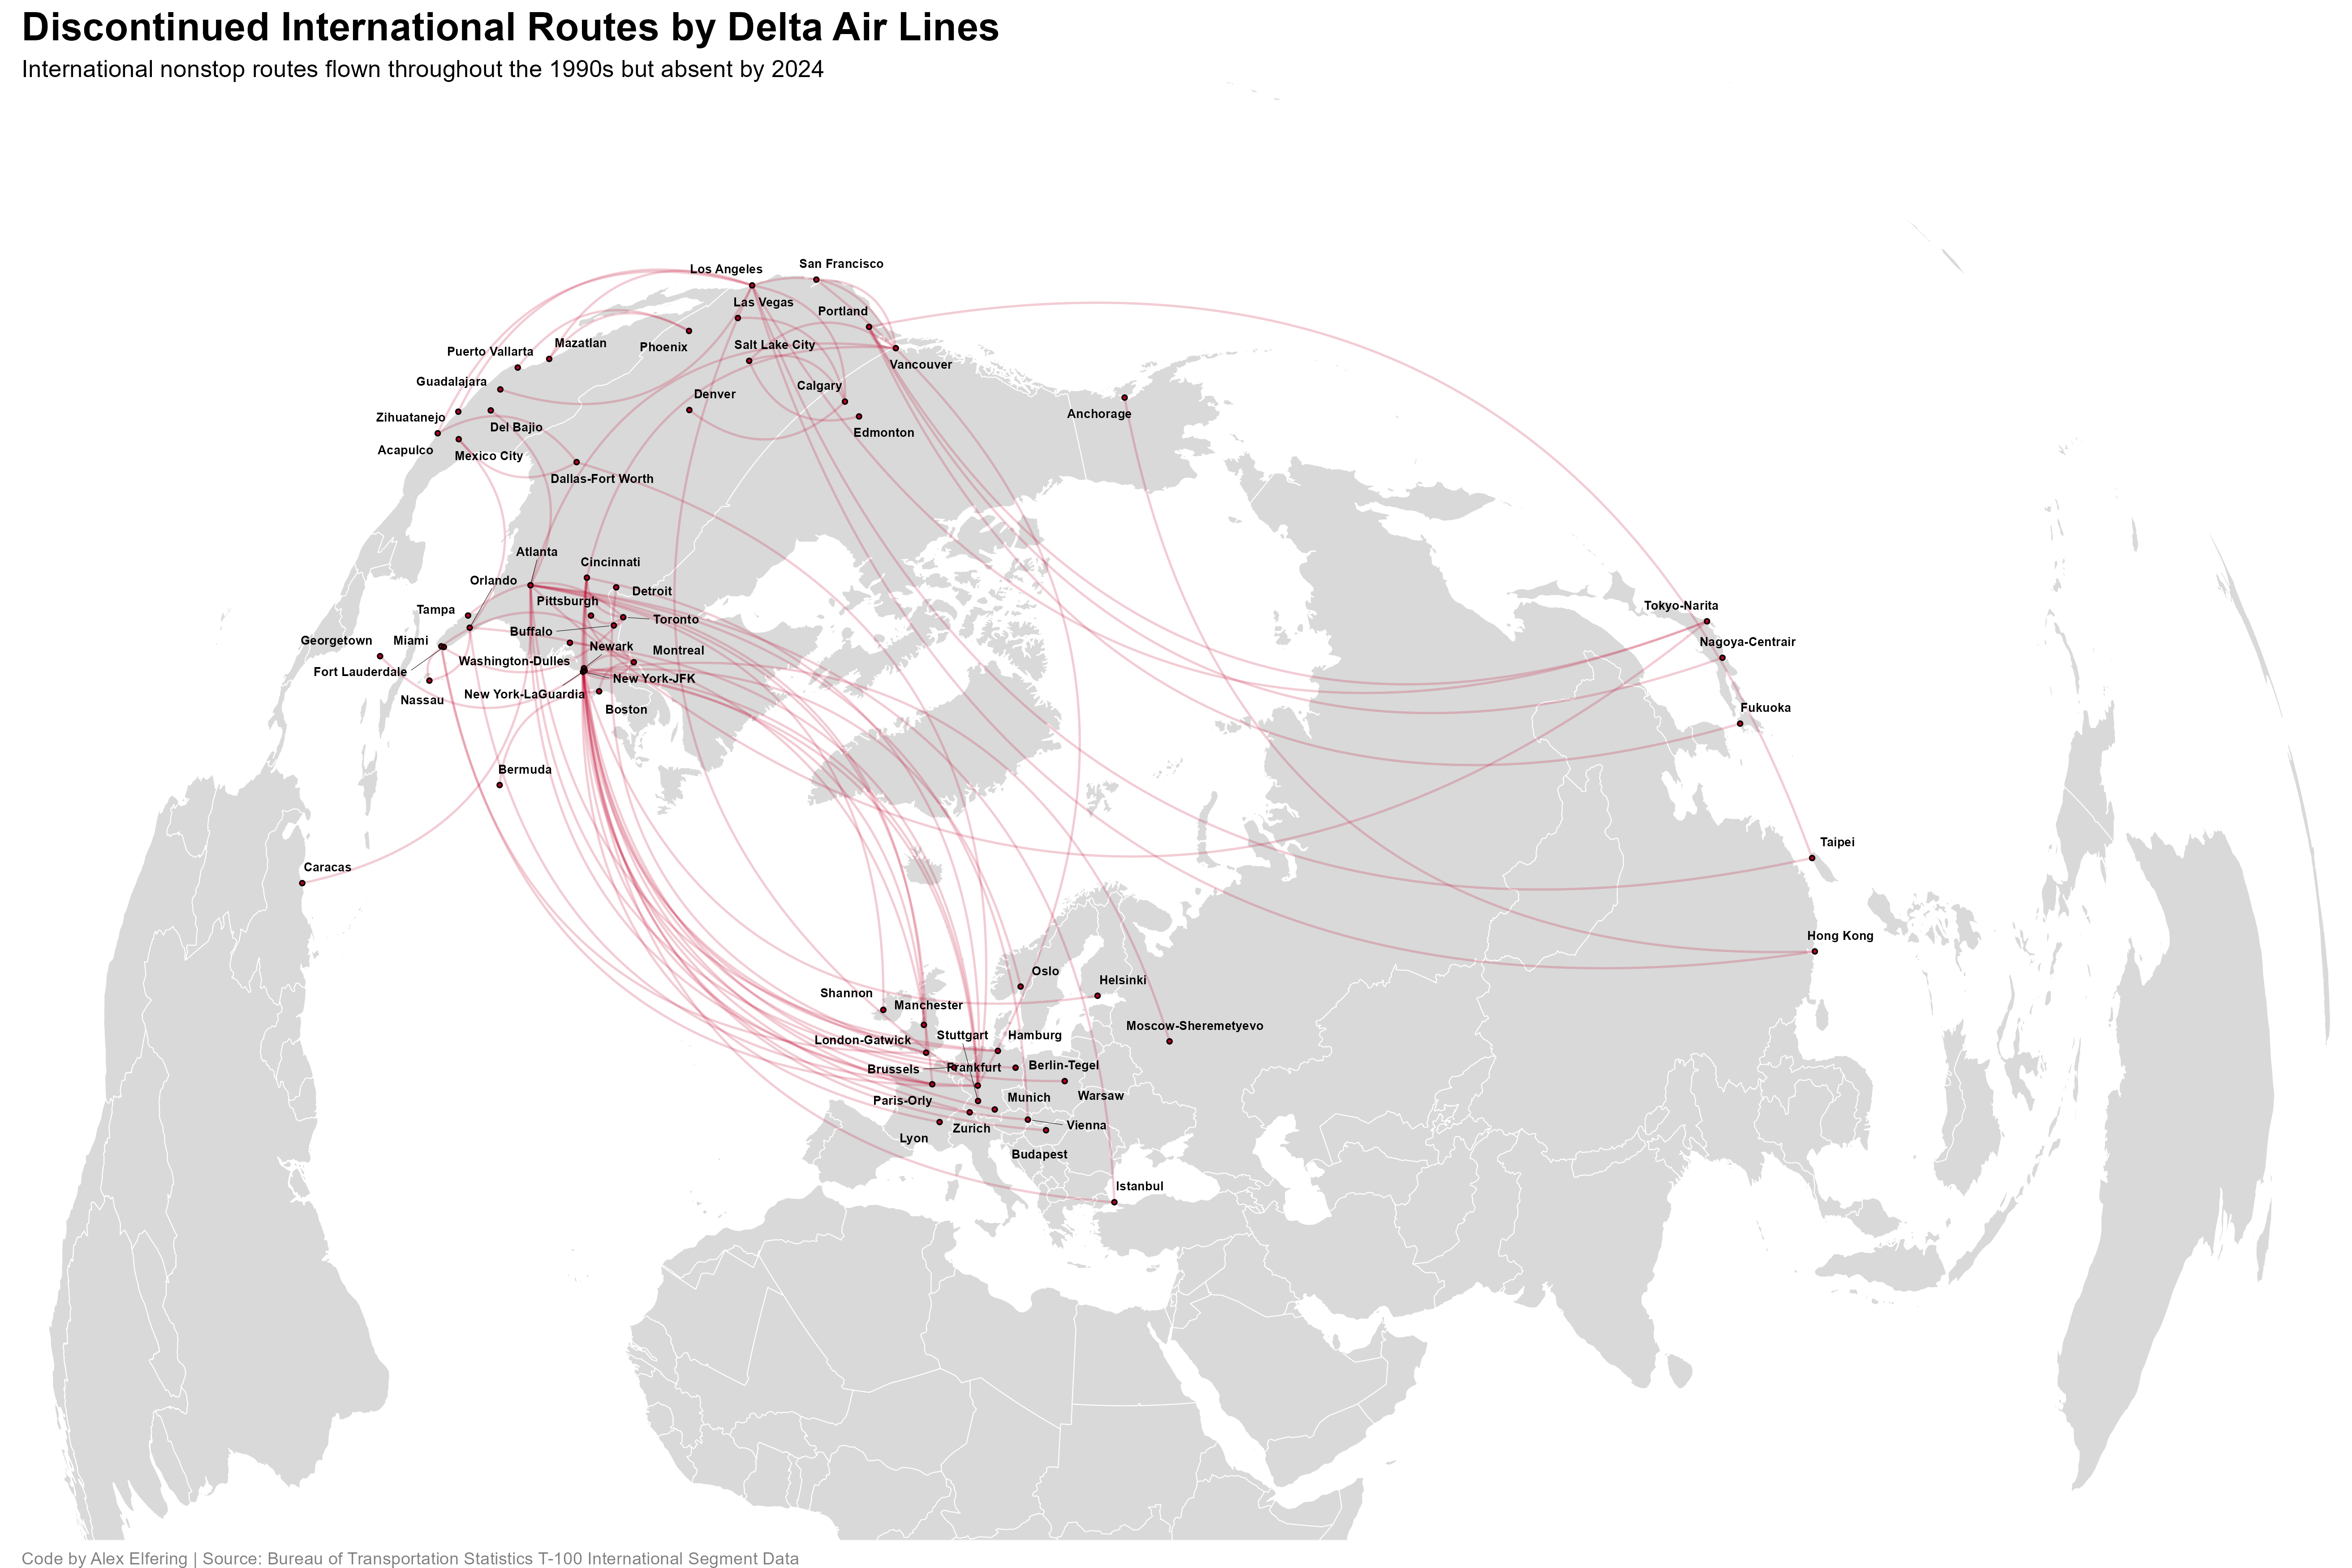 Discontinued International Routes by Delta Air Lines
International nonstop routes flown throughout the 1990s but absent by 2024
San Francisco
Los Angeles
Las Vegas
Portland
Salt Lake City
Mazatlan
Puerto Vallarta
Phoenix
Vancouver
Guadalajara
Calgary
Denver
Anchorage
Zihuatanejo
Del Bajio
Edmonton
Acapulco
Mexico City
Dallas-Fort Worth
Atlanta
Cincinnati
Orlando
Detroit
Pittsburgh
Tampa
Toronto
Buffalo
Georgetown
Miami
Newark
Montreal
Washington-Dulles
Fort Lauderdale
New York-JFK
New York-LaGuardia
Nassau
Boston
Tokyo-Narita
Nagoya-Centrair
Fukuoka
Bermuda
Taipei
Caracas
Hong Kong
Oslo
Helsinki
Shannon
Manchester
Moscow-Sheremetyevo
Stuttgart
Hamburg
London-Gatwick
Brussels
Frankfurt
Berlin-Tegel
Paris-Orly
Munich
Warsaw
Lyon
Zurich
Vienna
Budapest
Istanbul
Code by Alex Elfering | Source: Bureau of Transportation Statistics T-100 International Segment Data